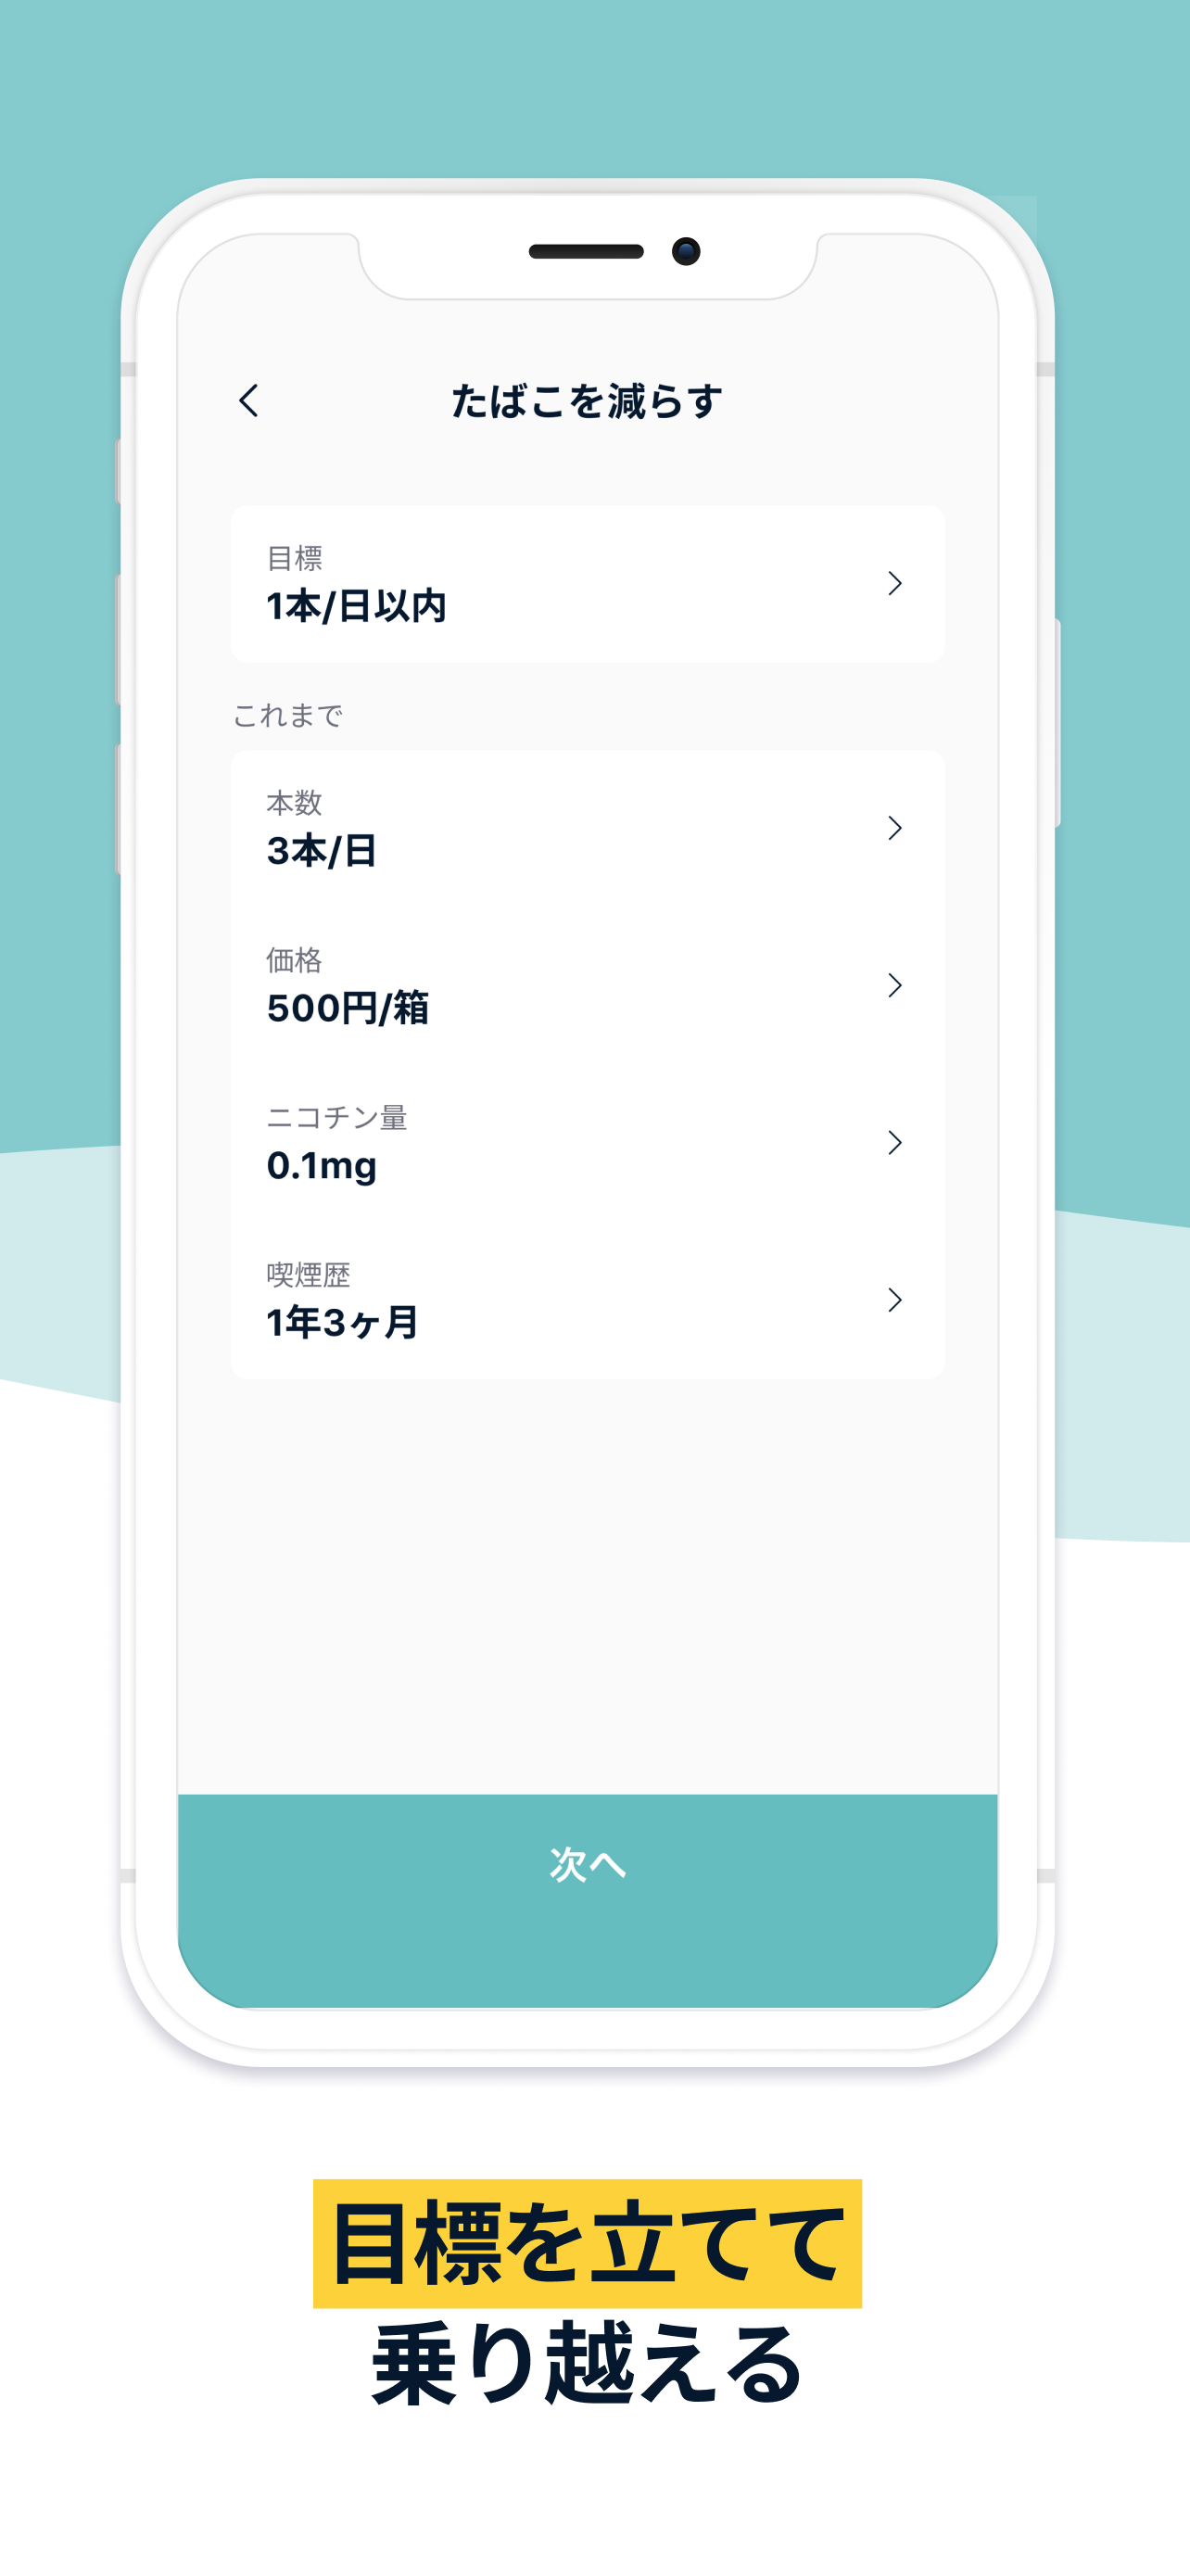 たばこを減らす
目標
1本/日以内
これまで
本数
3本/日
価格
500円/箱
ニコチン量
0.1mg
喫煙歴
1年3ヶ月
次へ
目標を立てて
乗り越える